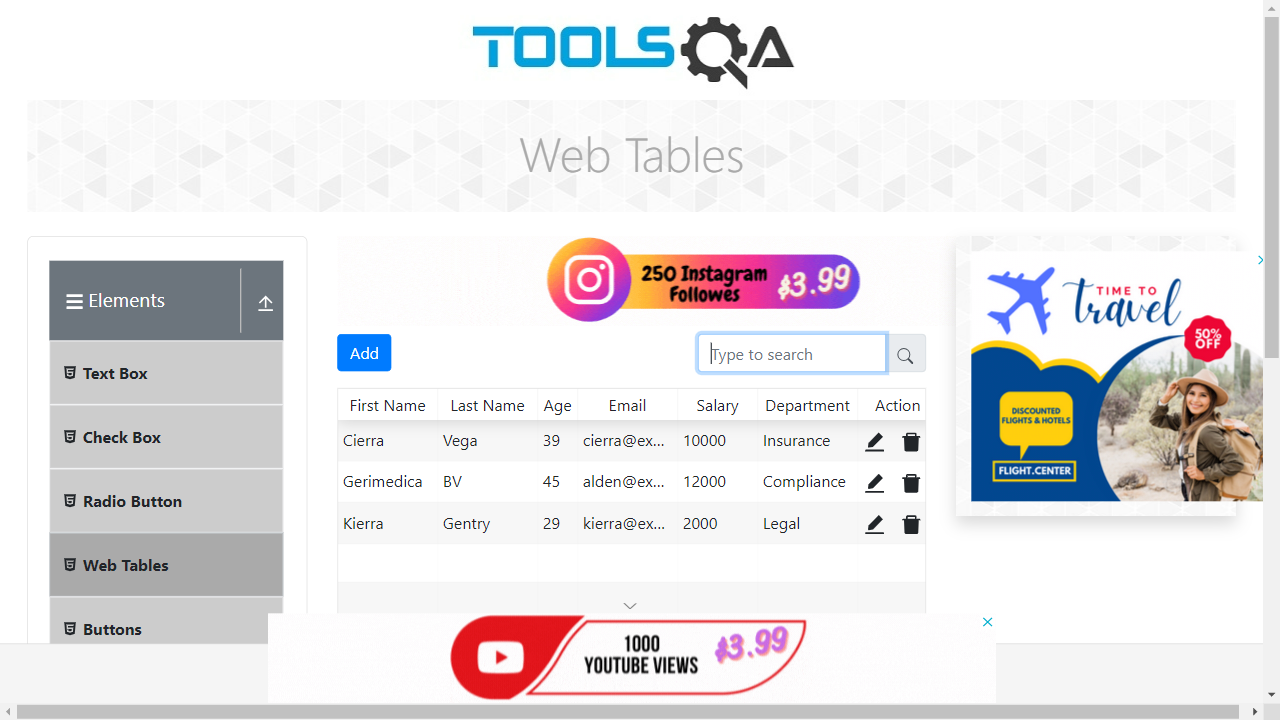 TOOLSQA
Web Tables
Elements
Text Box
Check Box
Radio Button
Web Tables
Buttons
250 Instagram
Followes
$3.99
Add
Type to search
First Name Last Name Age Email Salary Department Action
Cierra Vega 39 cierra@ex... 10000 Insurance
Gerimedica BV 45 alden@ex... 12000 Compliance
Kierra Gentry 29 kierra@ex... 2000 Legal
TIME TO
travel
50%
OFF
DISCOUNTED
FLIGHTS & HOTELS
FLIGHT.CENTER
1000
YOUTUBE VIEWS
$3.99